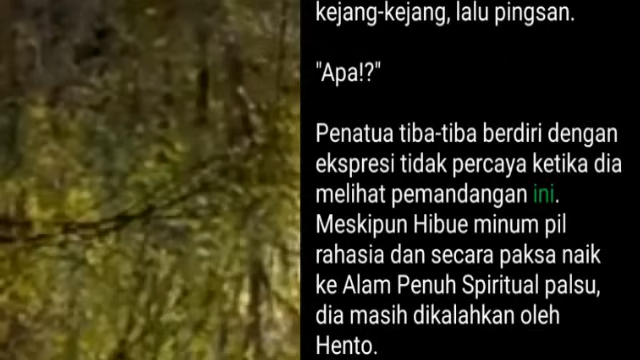 kejang-kejang, lalu pingsan.
"Apa!?"
Penatua tiba-tiba berdiri dengan
ekspresi tidak percaya ketika dia
melihat pemandangan ini.
Meskipun Hibue minum pil
rahasia dan secara paksa naik
ke Alam Penuh Spiritual palsu,
dia masih dikalahkan oleh
Hento.